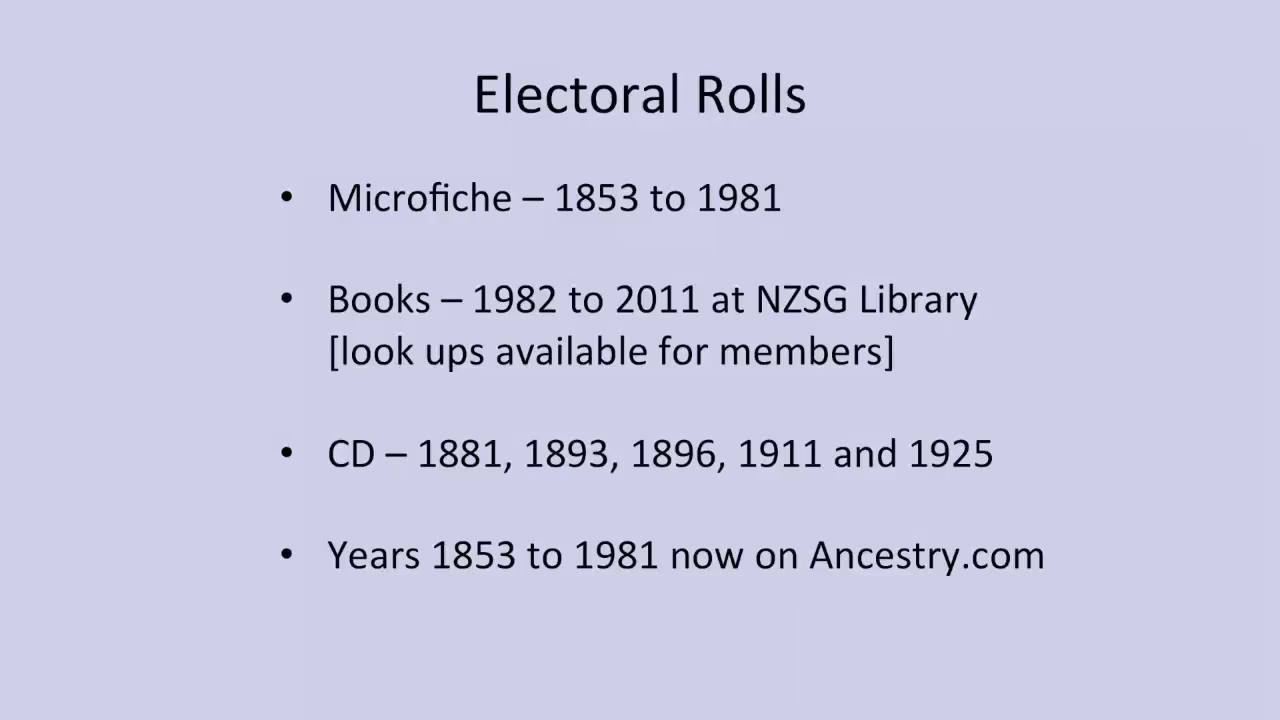 Electoral Rolls
• Microfiche – 1853 to 1981
• Books – 1982 to 2011 at NZSG Library
[look ups available for members]
• CD – 1881, 1893, 1896, 1911 and 1925
• Years 1853 to 1981 now on Ancestry.com